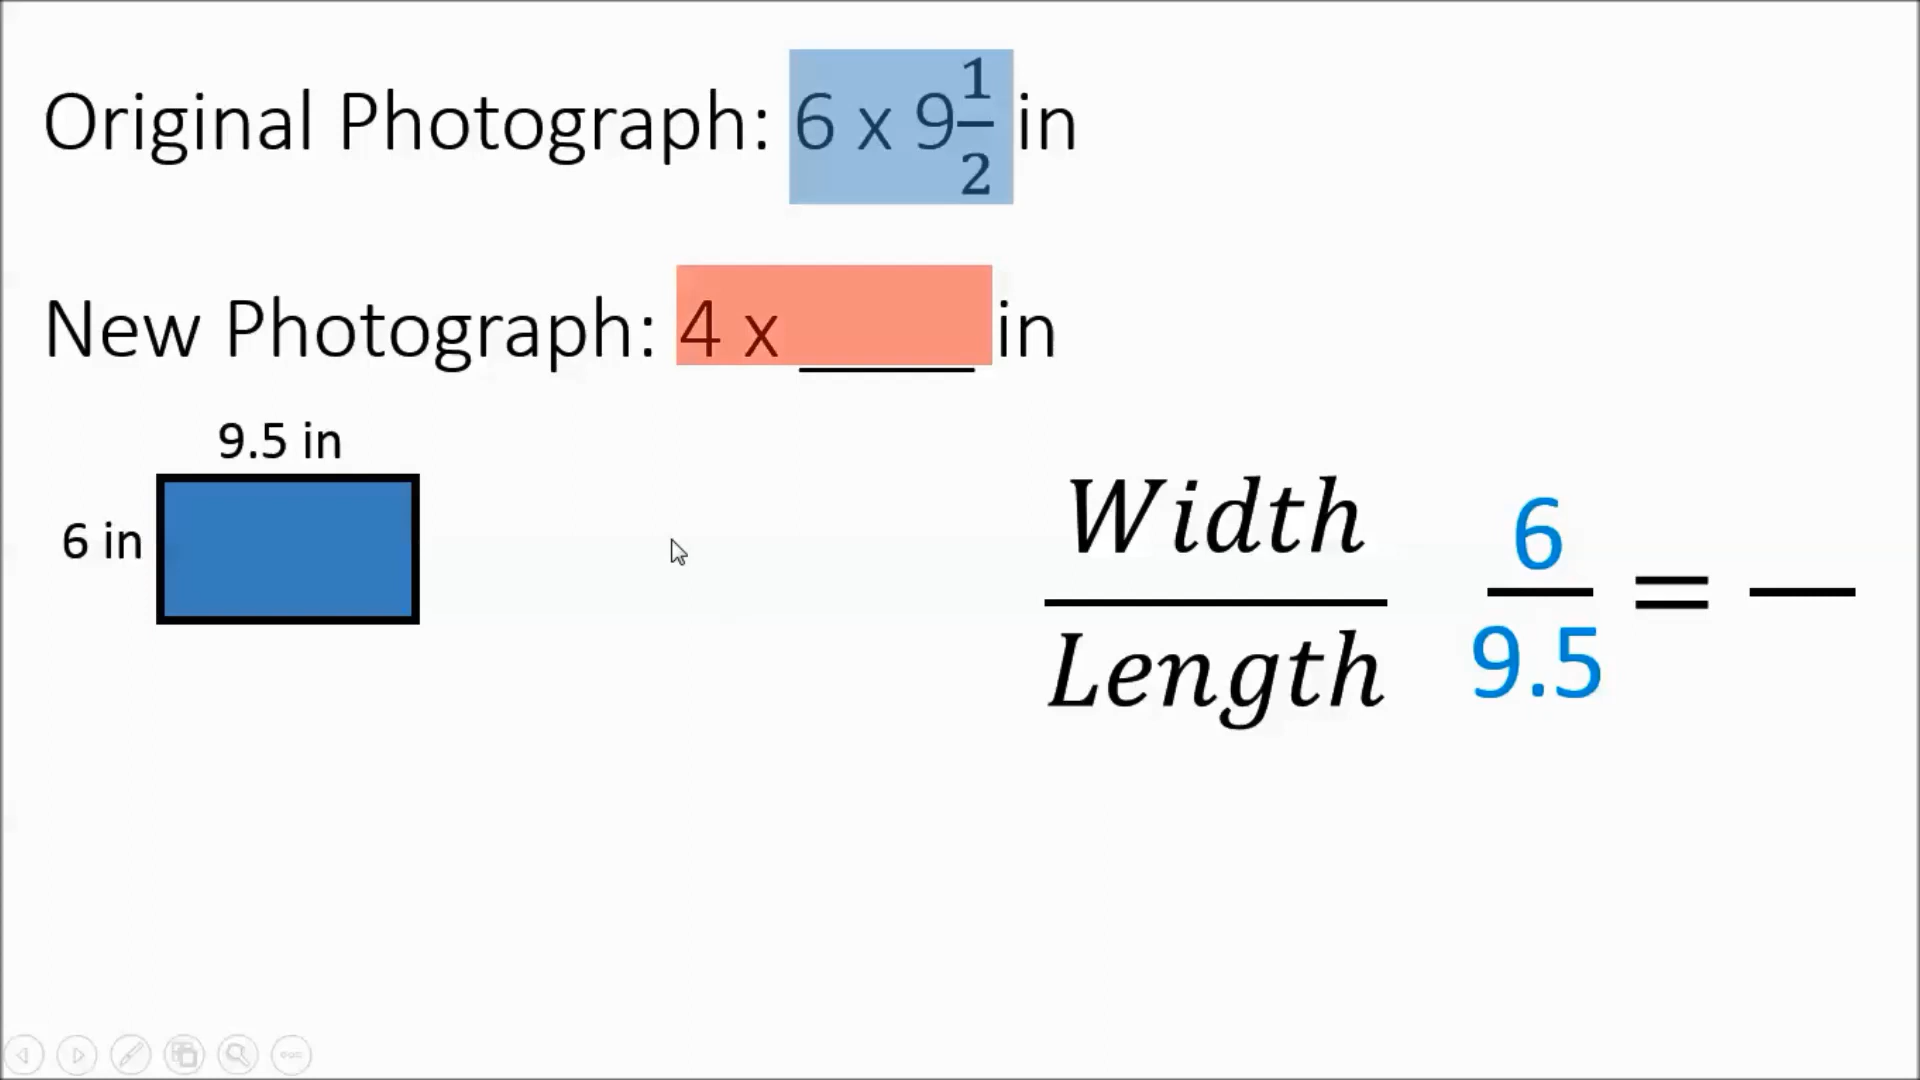 Original Photograph: 6 x 9 1/2 in
New Photograph: 4 x ____ in
9.5 in
6 in
Width/Length 6/9.5 = —